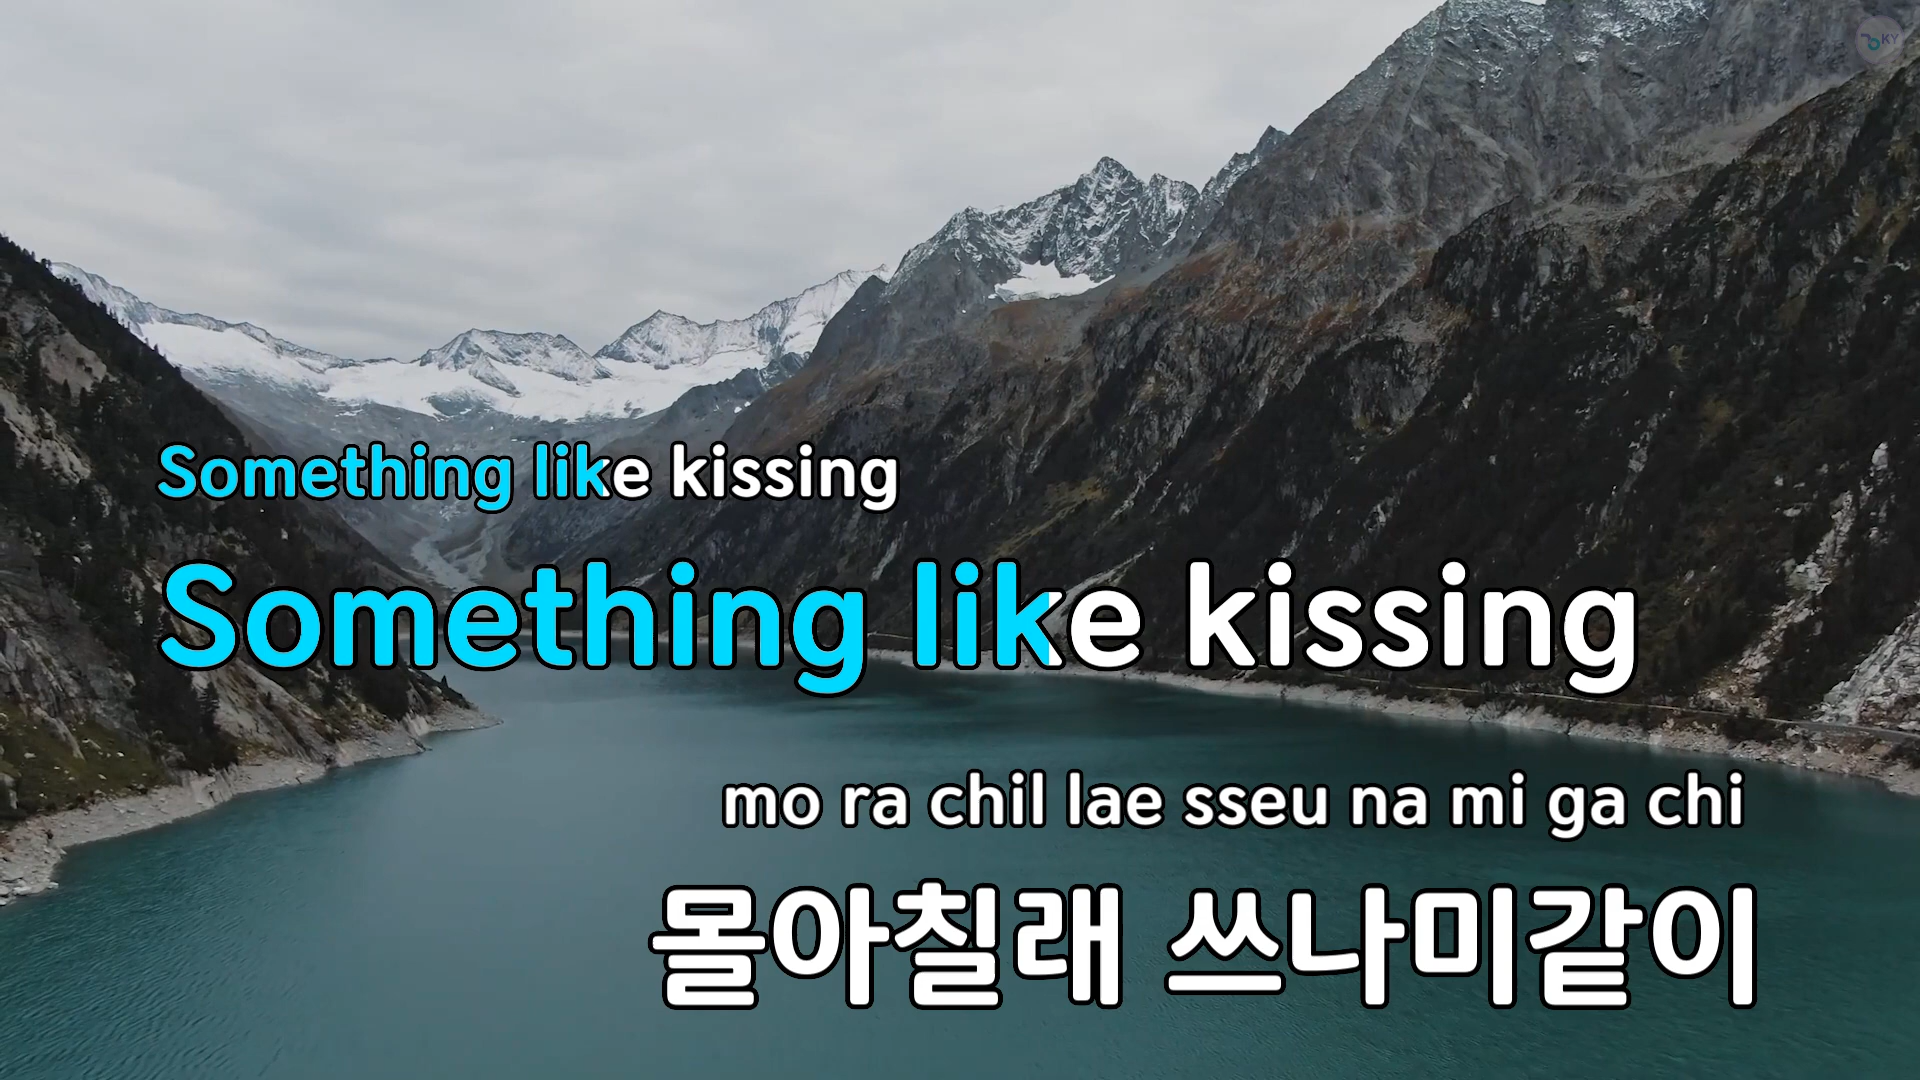 KY
Something like kissing
Something like kissing
mo ra chil lae sseu na mi ga chi
몰아칠래 쓰나미같이